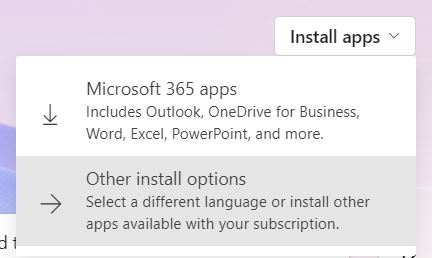 Install apps
Microsoft 365 apps
Includes Outlook, OneDrive for Business,
Word, Excel, PowerPoint, and more.
Other install options
Select a different language or install other
apps available with your subscription.